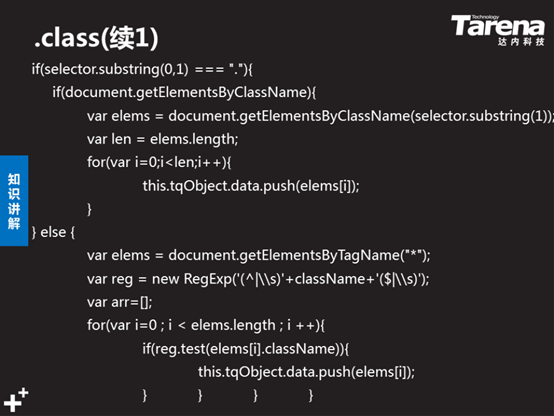 .class(续1)
Technology
Tarena
达内科技
if(selector.substring(0,1) === "."){
if(document.getElementsByClassName){
var elems = document.getElementsByClassName(selector.substring(1));
var len = elems.length;
for(var i=0;i<len;i++){
this.tqObject.data.push(elems[i]);
}
知识讲解
} else {
var elems = document.getElementsByTagName("*");
var reg = new RegExp('(^|\\s)'+className+'($|\\s)');
var arr=[];
for(var i=0 ; i < elems.length ; i ++){
if(reg.test(elems[i].className)){
this.tqObject.data.push(elems[i]);
} } } }